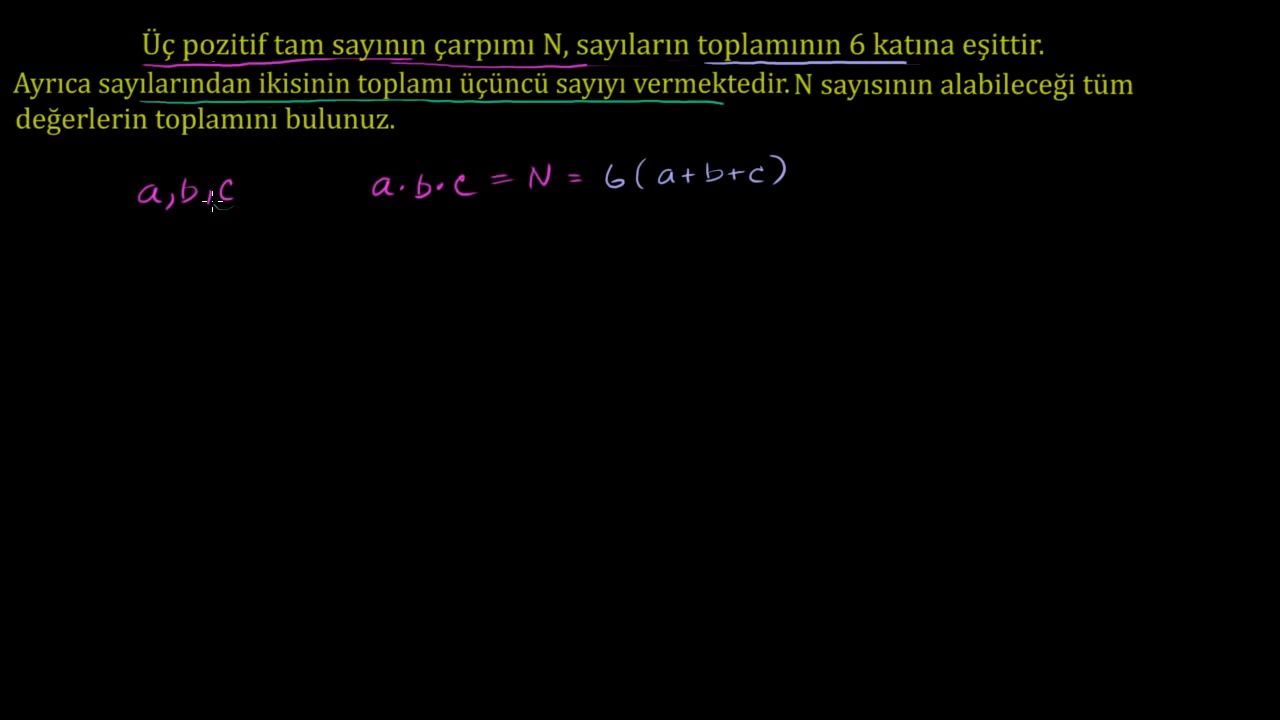 Üç pozitif tam sayının çarpımı N, sayıların toplamının 6 katına eşittir.
Ayrıca sayılarından ikisinin toplamı üçüncü sayıyı vermektedir. N sayısının alabileceği tüm
değerlerin toplamını bulunuz.
a,b,c a·b·c = N = 6(a+b+c)